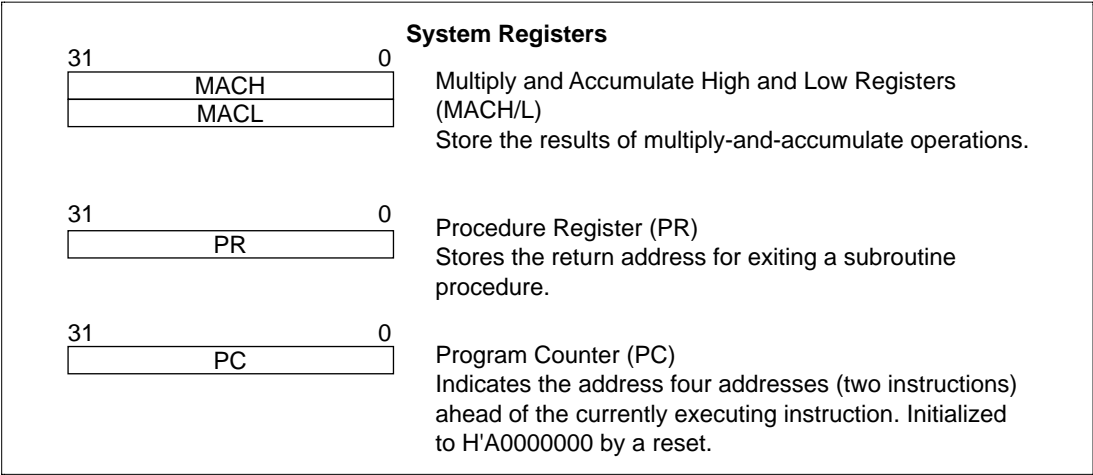 System Registers
31 0
MACH
MACL
Multiply and Accumulate High and Low Registers
(MACH/L)
Store the results of multiply-and-accumulate operations.
31 0
PR
Procedure Register (PR)
Stores the return address for exiting a subroutine
procedure.
31 0
PC
Program Counter (PC)
Indicates the address four addresses (two instructions)
ahead of the currently executing instruction. Initialized
to H'A0000000 by a reset.